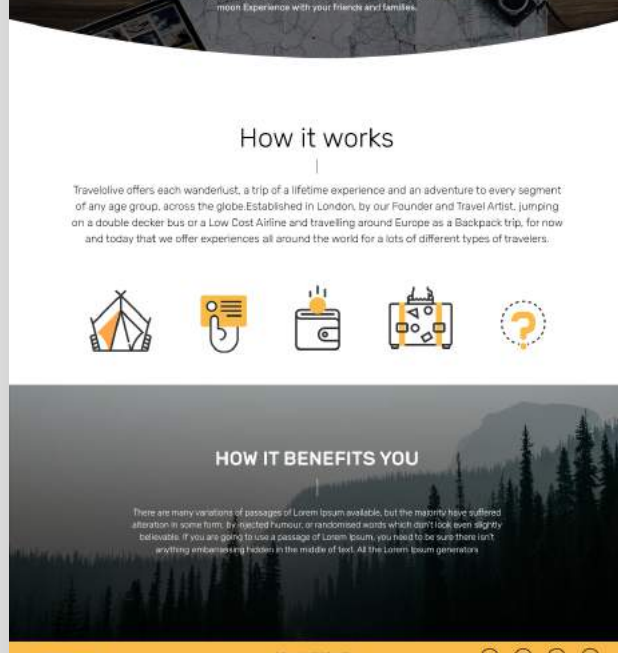 moon Experience with your friends and families.
How it works
Travelolive offers each wanderlust, a trip of a lifetime experience and an adventure to every segment
of any age group, across the globe.Established in London, by our Founder and Travel Artist, jumping
on a double decker bus or a Low Cost Airline and travelling around Europe as a Backpack trip, for now
and today that we offer experiences all around the world for a lots of different types of travelers.
?
HOW IT BENEFITS YOU
There are many variations of passages of Lorem Ipsum available, but the majority have suffered
alteration in some form, by injected humour, or randomised words which don't look even slightly
believable. If you are going to use a passage of Lorem Ipsum, you need to be sure there isn't
anything embarrassing hidden in the middle of text. All the Lorem Ipsum generators